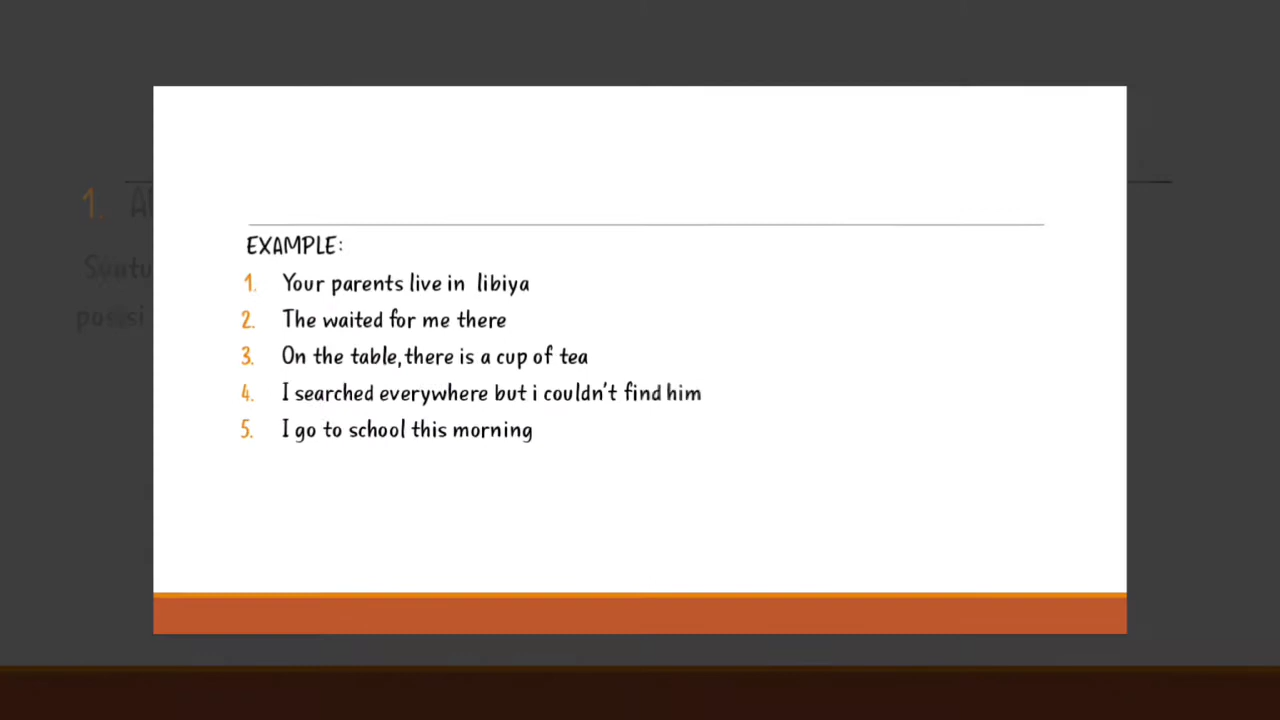 EXAMPLE:
1. Your parents live in libiya
2. The waited for me there
3. On the table,there is a cup of tea
4. I searched everywhere but i couldn't find him
5. I go to school this morning
1.